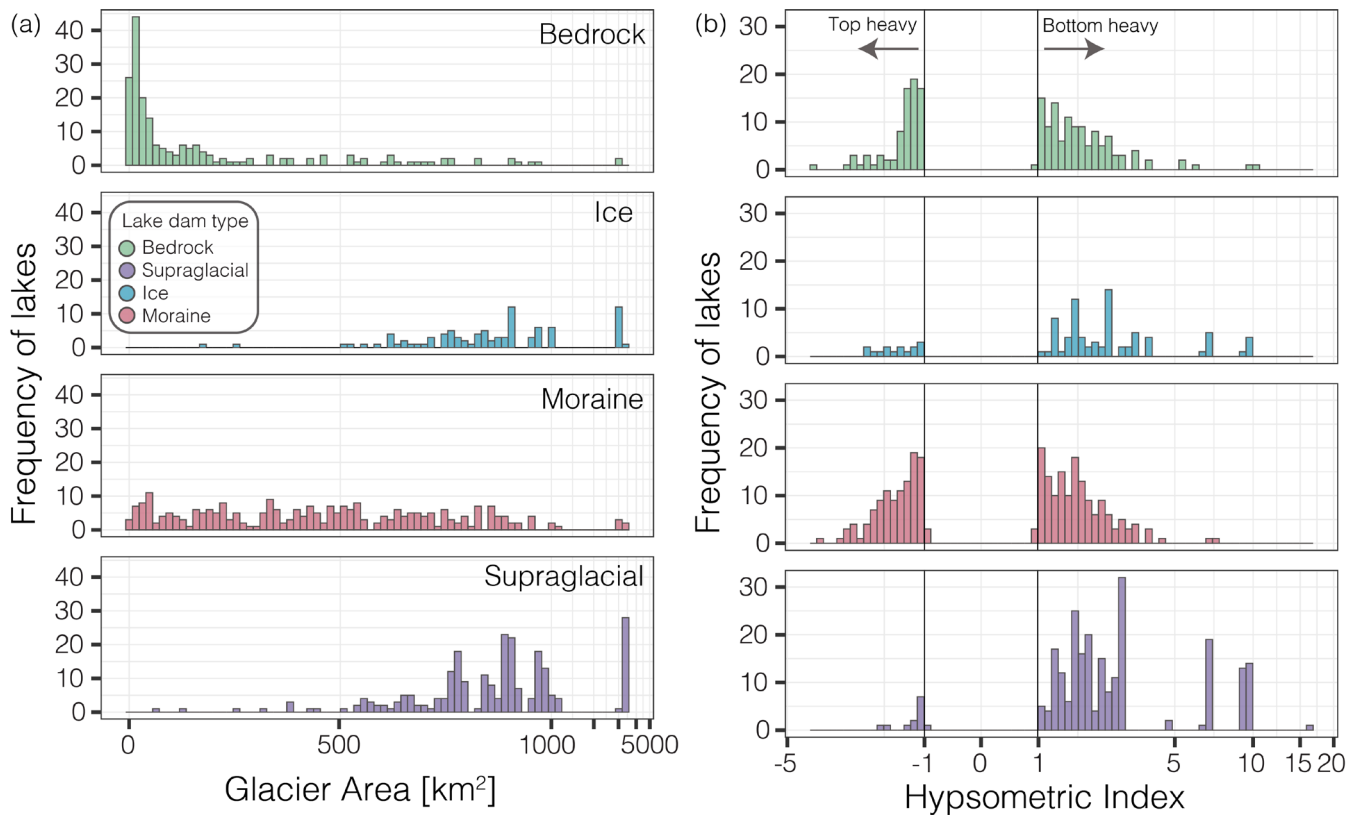 (a)
Bedrock
40
30
20
10
0
Ice
40
30
20
10
0
Lake dam type
Bedrock
Supraglacial
Ice
Moraine
Moraine
40
30
20
10
0
Supraglacial
40
30
20
10
0
Frequency of lakes
0 500 1000 5000
Glacier Area [km²]
(b)
Top heavy
Bottom heavy
30
20
10
0
30
20
10
0
30
20
10
0
30
20
10
0
Frequency of lakes
-5 -1 0 1 5 10 15 20
Hypsometric Index